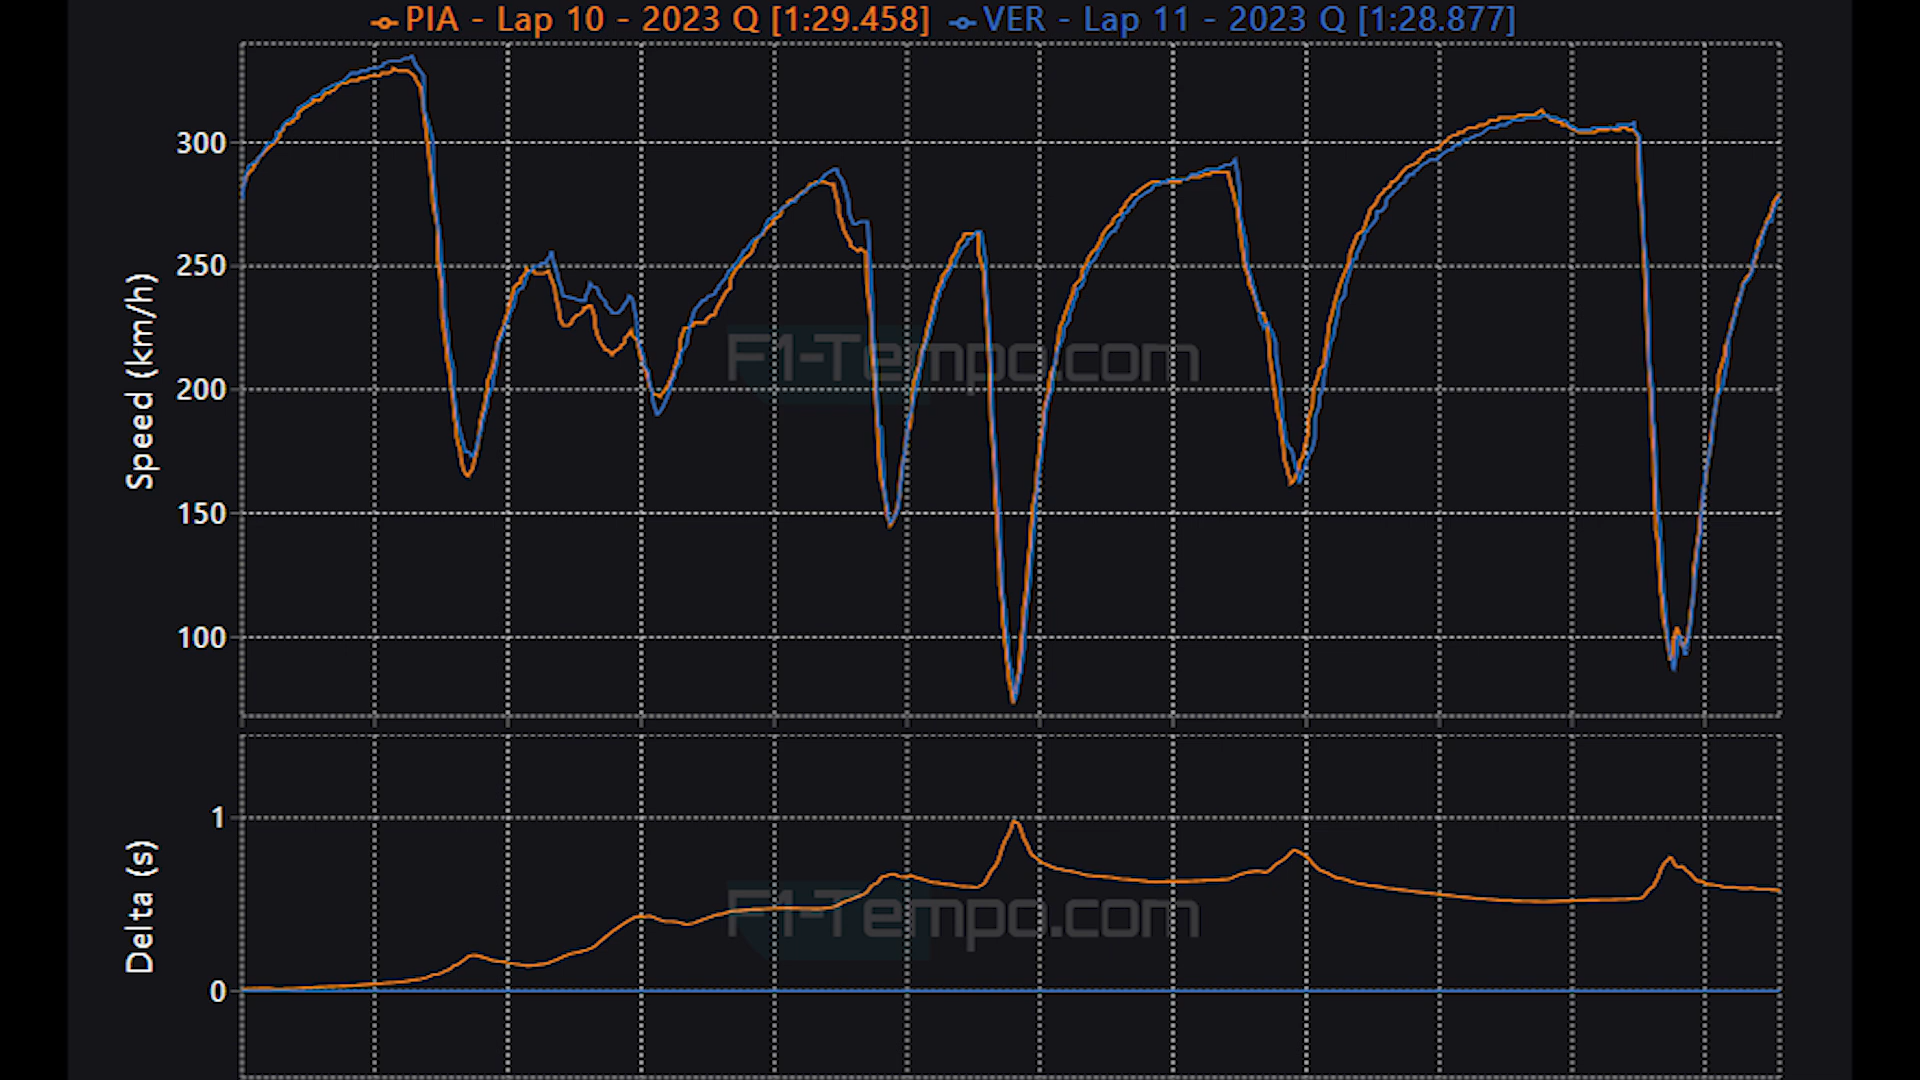 PIA - Lap 10 - 2023 Q [1:29.458] VER - Lap 11 - 2023 Q [1:28.877]
300
250
200
150
100
Speed (km/h)
F1-Tempo.com
1
0
Delta (s)
F1-Tempo.com